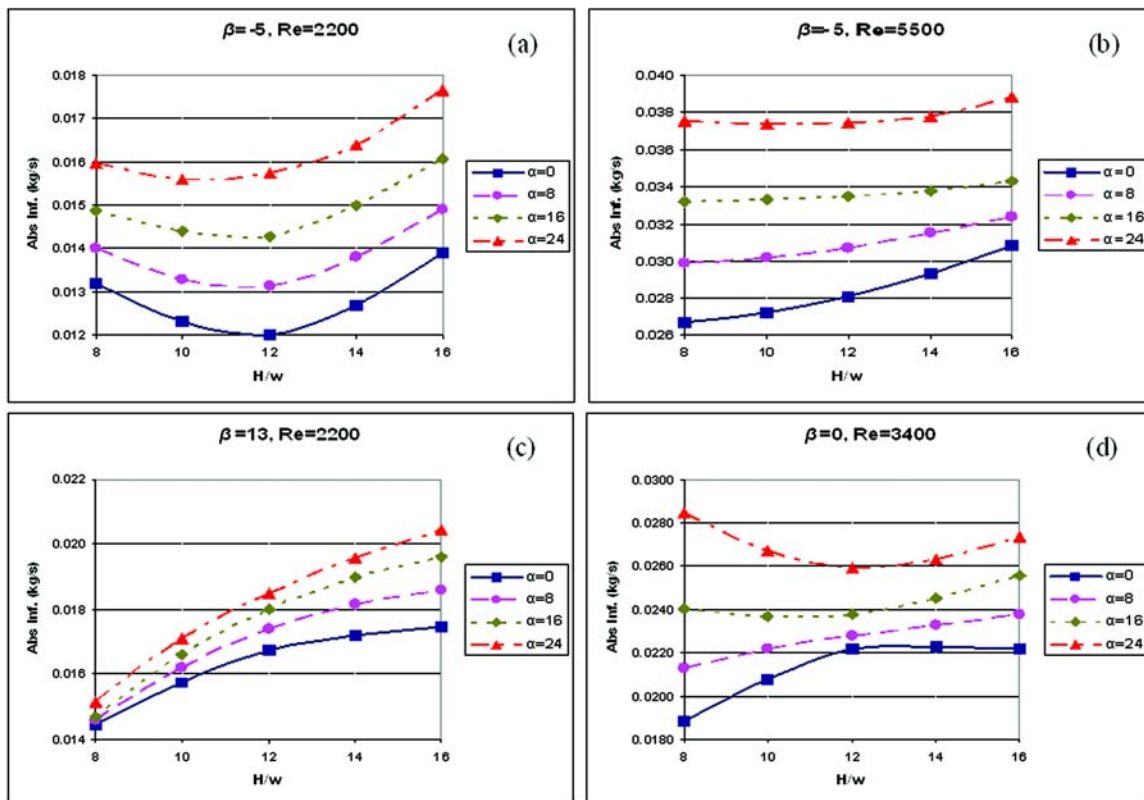 β=-5, Re=2200
(a)
Abs Inf. (kg/s)
0.018
0.017
0.016
0.015
0.014
0.013
0.012
8 10 12 14 16
H/w
α=0
α=8
α=16
α=24
β=-5, Re=5500
(b)
Abs Inf. (kg/s)
0.040
0.038
0.036
0.034
0.032
0.030
0.028
0.026
8 10 12 14 16
H/w
α=0
α=8
α=16
α=24
β=13, Re=2200
(c)
Abs Inf. (kg/s)
0.022
0.020
0.018
0.016
0.014
8 10 12 14 16
H/w
α=0
α=8
α=16
α=24
β=0, Re=3400
(d)
Abs Inf. (kg/s)
0.0300
0.0280
0.0260
0.0240
0.0220
0.0200
0.0180
8 10 12 14 16
H/w
α=0
α=8
α=16
α=24